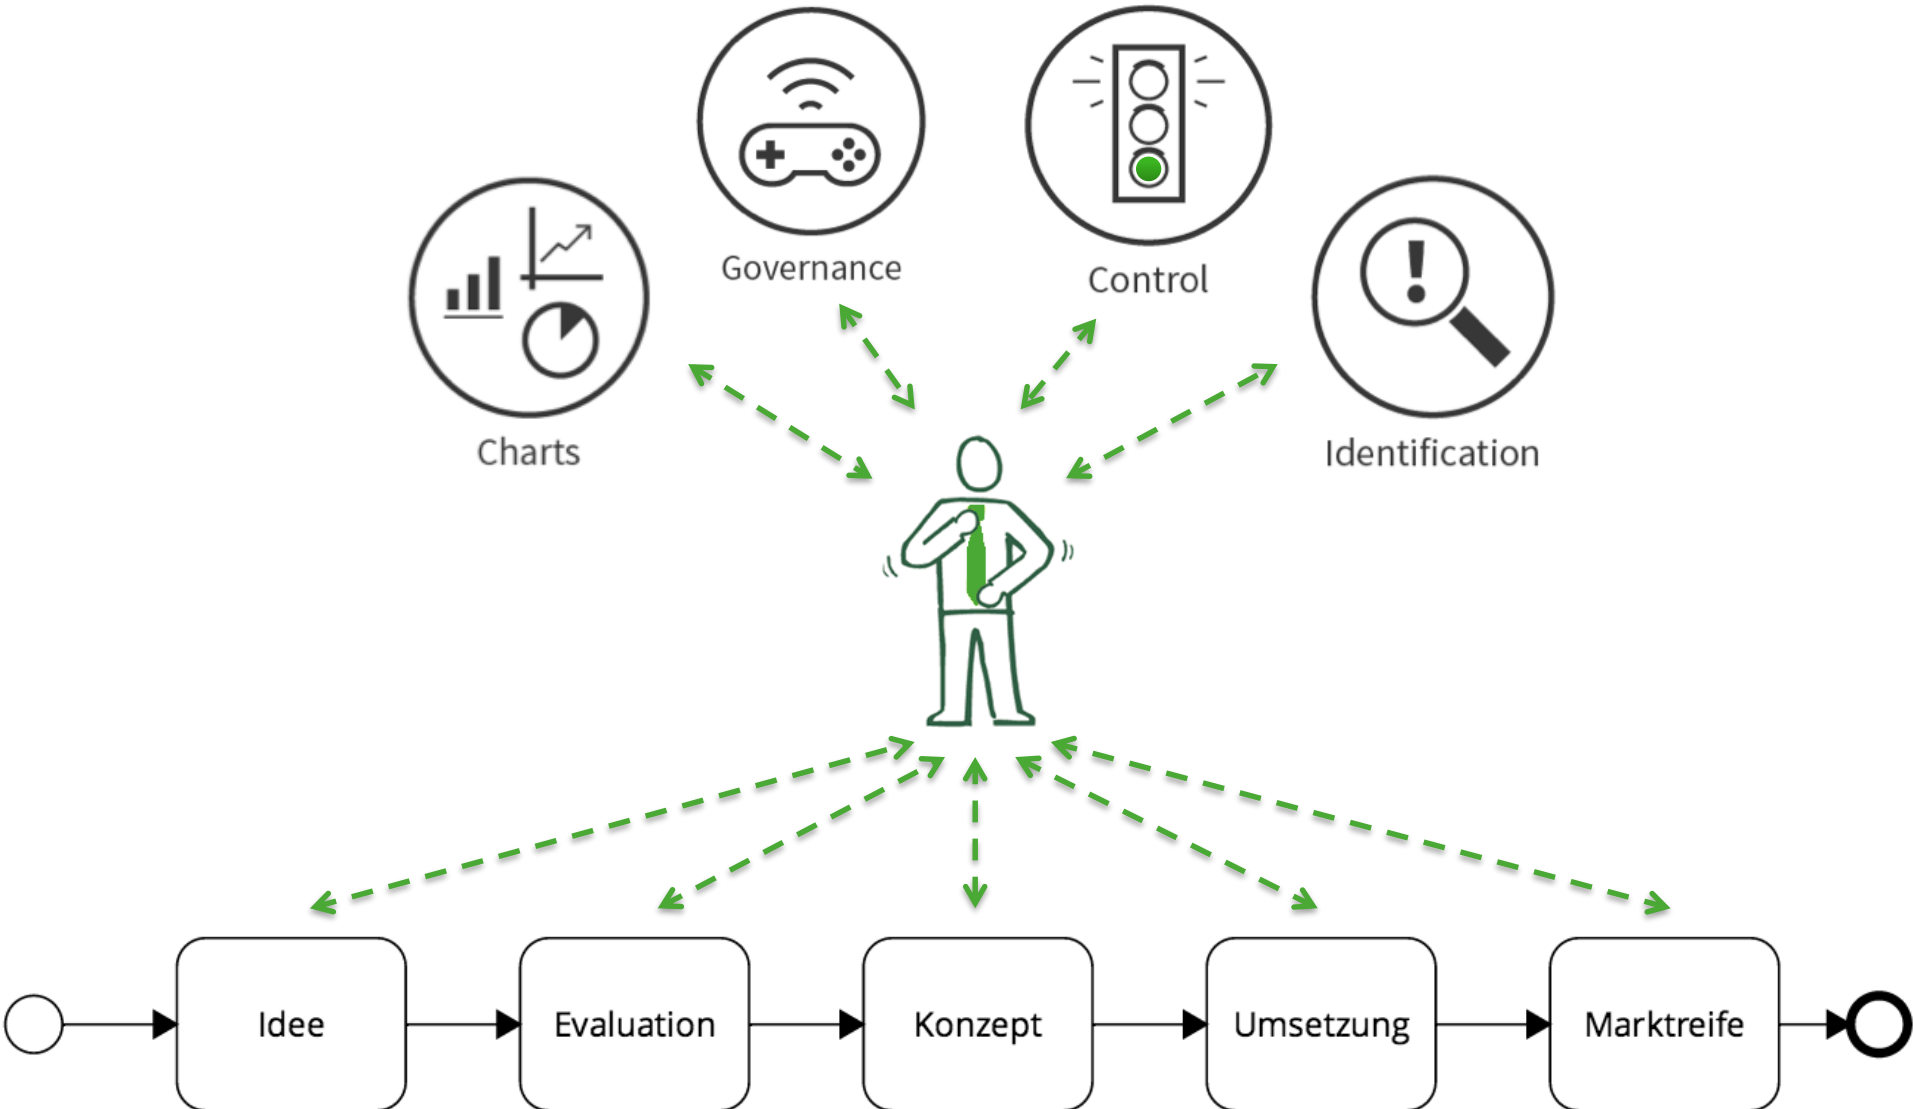 Governance
Control
Charts
Identification
Idee
Evaluation
Konzept
Umsetzung
Marktreife